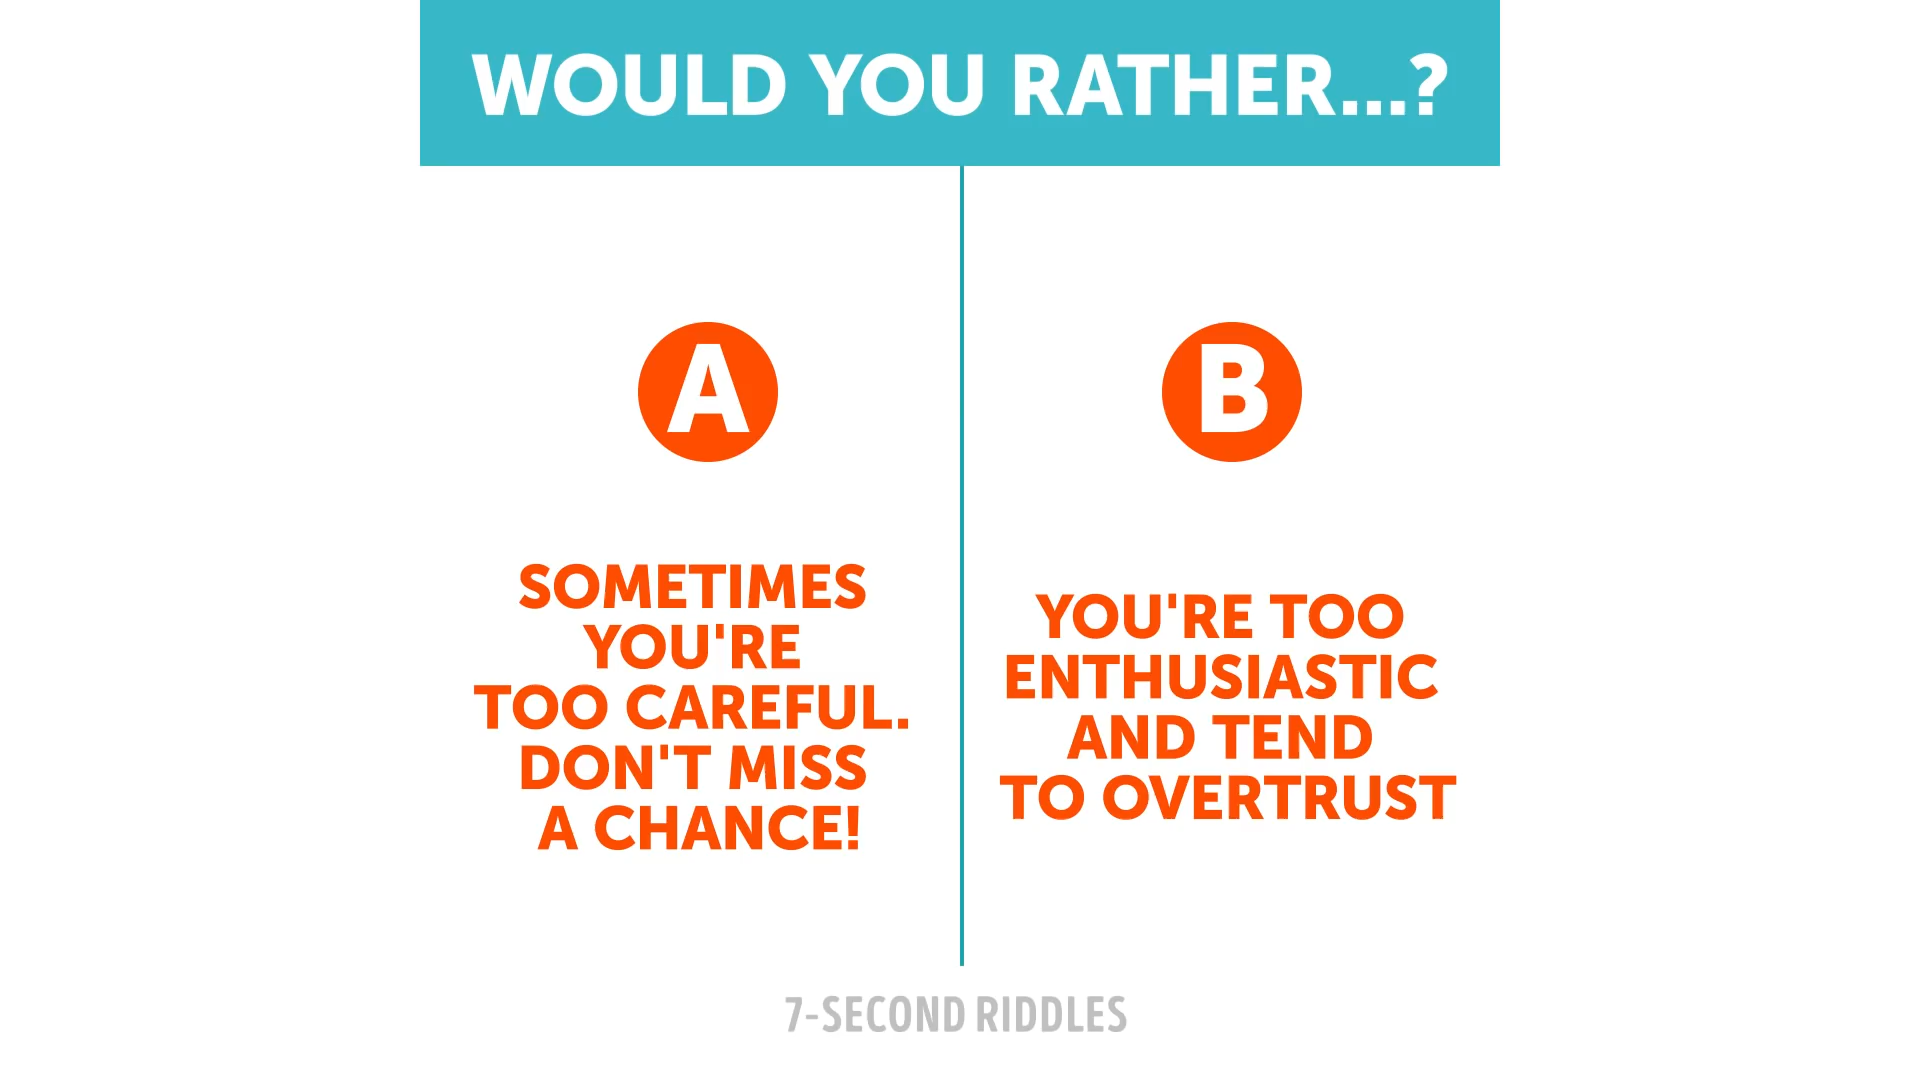 WOULD YOU RATHER...?
A
SOMETIMES
YOU'RE
TOO CAREFUL.
DON'T MISS
A CHANCE!
B
YOU'RE TOO
ENTHUSIASTIC
AND TEND
TO OVERTRUST
7-SECOND RIDDLES